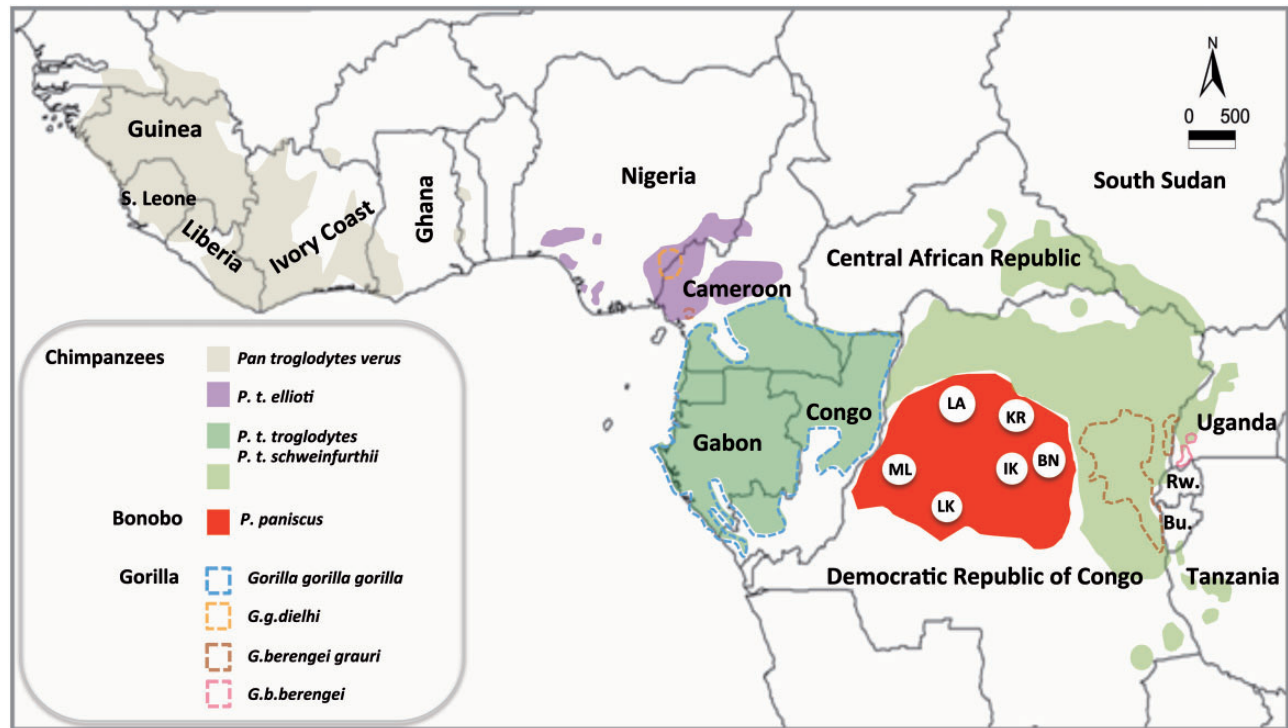 N
0 500
Guinea
S. Leone
Liberia
Ivory Coast
Ghana
Nigeria
Cameroon
Central African Republic
South Sudan
Gabon
Congo
Uganda
Rw.
Bu.
Tanzania
Democratic Republic of Congo
LA
KR
ML
IK
BN
LK
Chimpanzees
Pan troglodytes verus
P. t. ellioti
P. t. troglodytes
P. t. schweinfurthii
Bonobo
P. paniscus
Gorilla
Gorilla gorilla gorilla
G.g.dielhi
G.berengei grauri
G.b.berengei